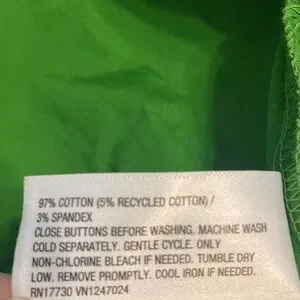 97% COTTON (5% RECYCLED COTTON) /
3% SPANDEX
CLOSE BUTTONS BEFORE WASHING. MACHINE WASH
COLD SEPARATELY. GENTLE CYCLE. ONLY
NON-CHLORINE BLEACH IF NEEDED. TUMBLE DRY
LOW. REMOVE PROMPTLY. COOL IRON IF NEEDED.
RN17730 VN1247024